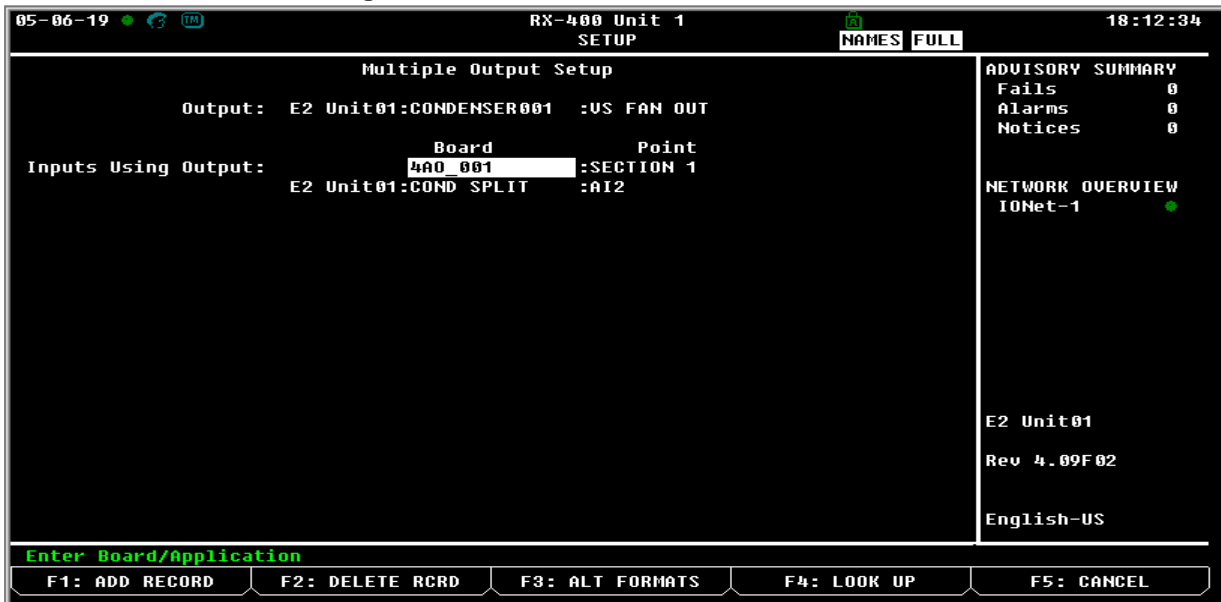 05-06-19 TM RX-400 Unit 1 18:12:34
SETUP NAMES FULL
Multiple Output Setup
Output: E2 Unit01:CONDENSER001 :VS FAN OUT
Board Point
Inputs Using Output: 4AO_001 :SECTION 1
E2 Unit01:COND SPLIT :AI2
ADVISORY SUMMARY
Fails 0
Alarms 0
Notices 0
NETWORK OVERVIEW
IONet-1
E2 Unit01
Rev 4.09F02
English-US
Enter Board/Application
F1: ADD RECORD F2: DELETE RCRD F3: ALT FORMATS F4: LOOK UP F5: CANCEL